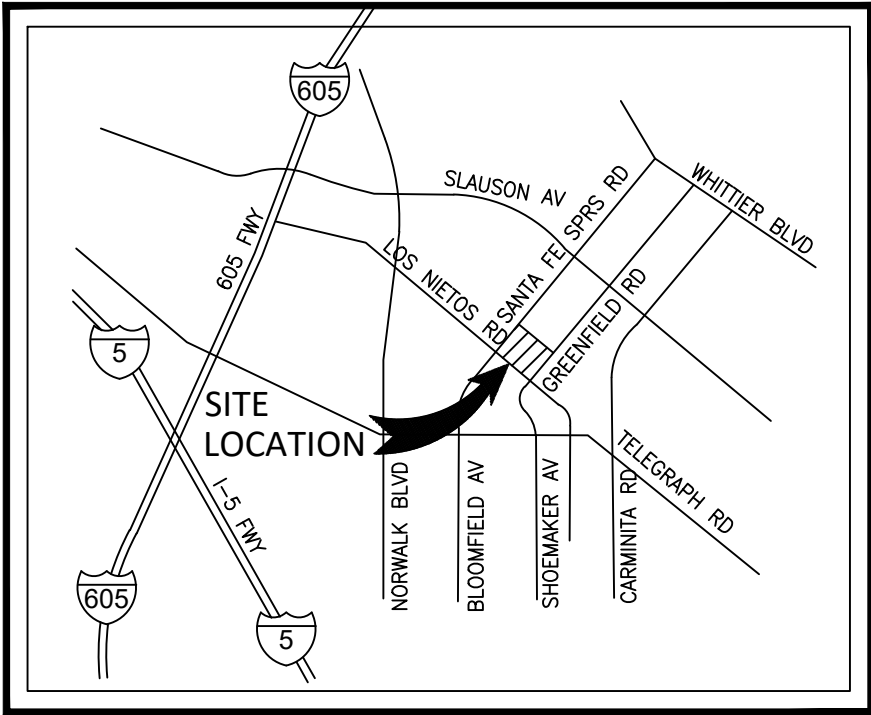 605
SLAUSON AV
WHITTIER BLVD
SANTA FE SPRS RD
605 FWY
LOS NIETOS RD
GREENFIELD RD
5
SITE
LOCATION
TELEGRAPH RD
I-5 FWY
NORWALK BLVD
BLOOMFIELD AV
SHOEMAKER AV
CARMINITA RD
605
5